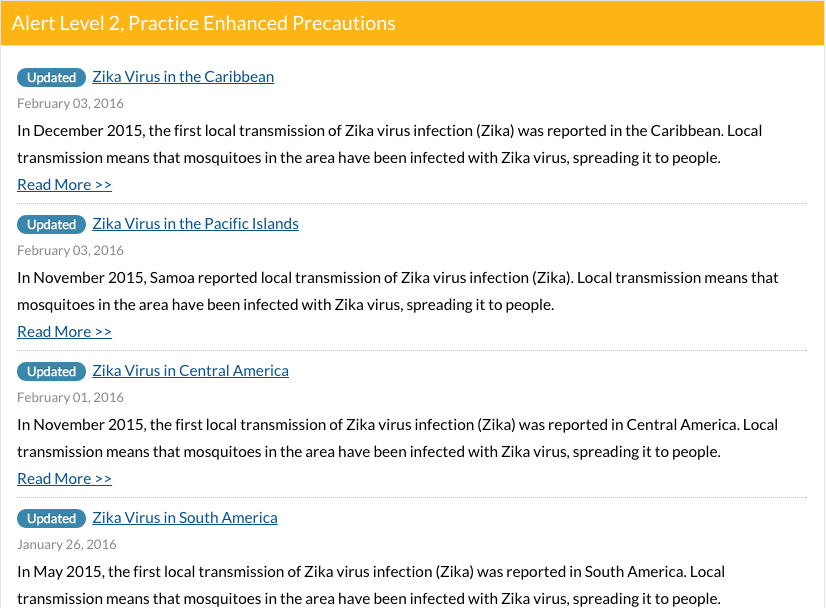 Alert Level 2, Practice Enhanced Precautions
Updated Zika Virus in the Caribbean
February 03, 2016
In December 2015, the first local transmission of Zika virus infection (Zika) was reported in the Caribbean. Local
transmission means that mosquitoes in the area have been infected with Zika virus, spreading it to people.
Read More >>
Updated Zika Virus in the Pacific Islands
February 03, 2016
In November 2015, Samoa reported local transmission of Zika virus infection (Zika). Local transmission means that
mosquitoes in the area have been infected with Zika virus, spreading it to people.
Read More >>
Updated Zika Virus in Central America
February 01, 2016
In November 2015, the first local transmission of Zika virus infection (Zika) was reported in Central America. Local
transmission means that mosquitoes in the area have been infected with Zika virus, spreading it to people.
Read More >>
Updated Zika Virus in South America
January 26, 2016
In May 2015, the first local transmission of Zika virus infection (Zika) was reported in South America. Local
transmission means that mosquitoes in the area have been infected with Zika virus, spreading it to people.